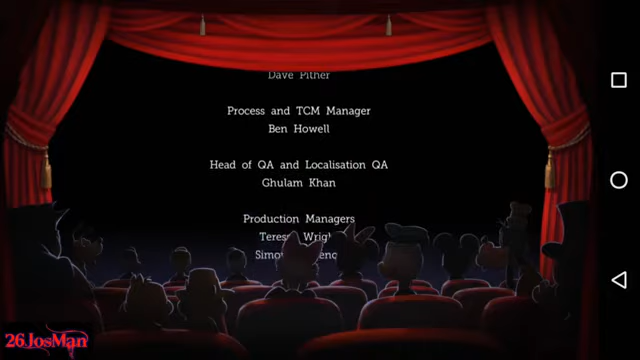 Dave Pither
Process and TCM Manager
Ben Howell
Head of QA and Localisation QA
Ghulam Khan
Production Managers
26JosMan